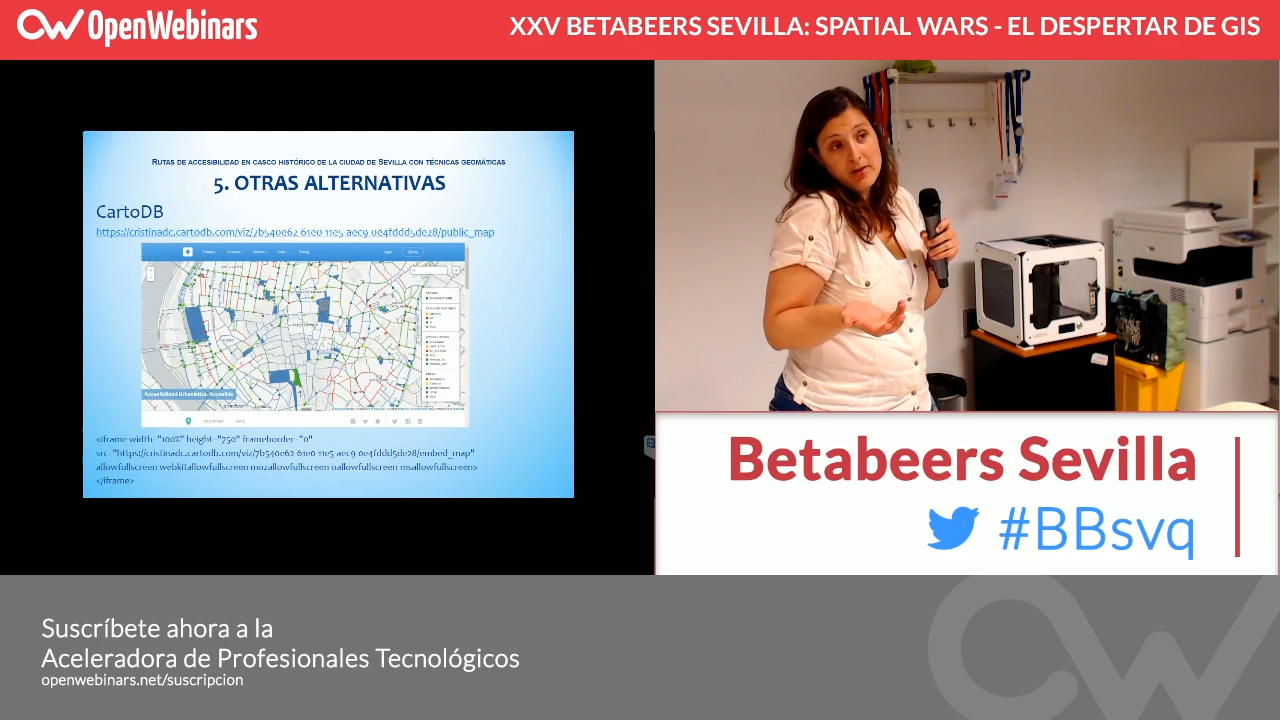 OpenWebinars
XXV BETABEERS SEVILLA: SPATIAL WARS - EL DESPERTAR DE GIS
RUTAS DE ACCESIBILIDAD EN CASCO HISTÓRICO DE LA CIUDAD DE SEVILLA CON TÉCNICAS GEOMÁTICAS
5. OTRAS ALTERNATIVAS
CartoDB
https://cristinadc.cartodb.com/viz/7b540e62 61e0 11e5 aec9 0e4fddd5de28/public_map
Accesibilidad Urbanística. Accesible
<iframe width="100%" height="750" frameborder="0"
src="https://cristinadc.cartodb.com/viz/7b540e62 61e0 11e5 aec9 0e4fddd5de28/embed_map"
allowfullscreen webkitallowfullscreen mozallowfullscreen oallowfullscreen msallowfullscreen>
</iframe>
Betabeers Sevilla
#BBsvq
Suscríbete ahora a la
Aceleradora de Profesionales Tecnológicos
openwebinars.net/suscripcion